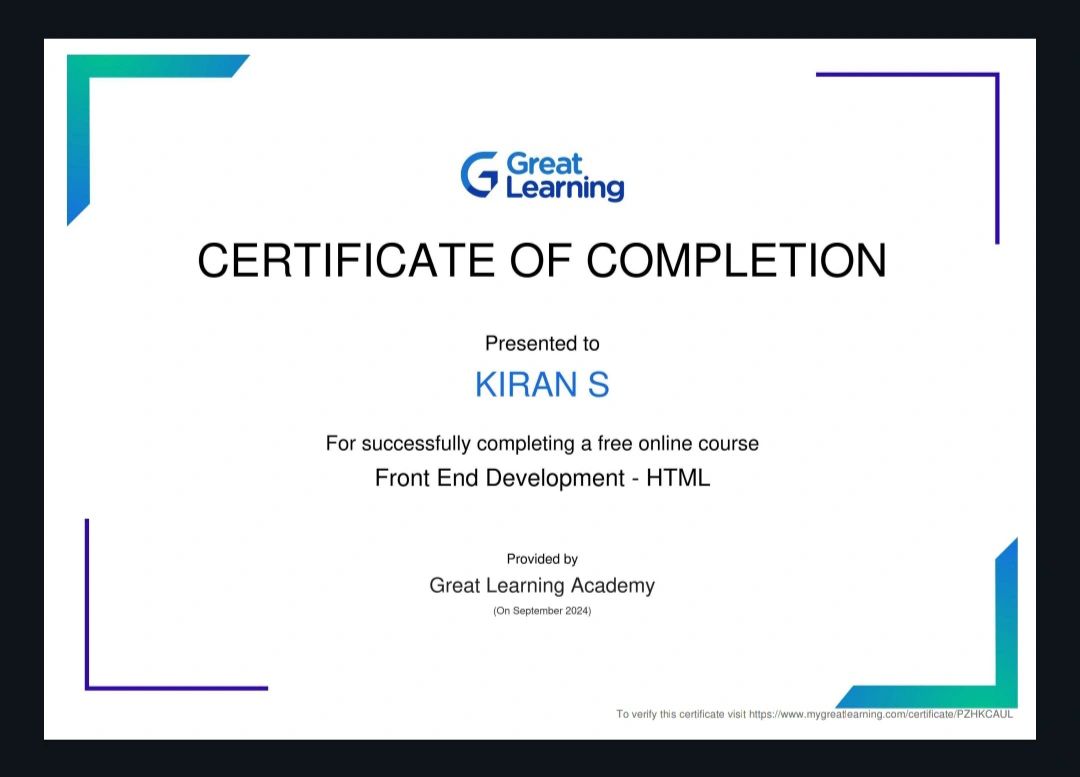 Great
Learning
CERTIFICATE OF COMPLETION
Presented to
KIRAN S
For successfully completing a free online course
Front End Development - HTML
Provided by
Great Learning Academy
(On September 2024)
To verify this certificate visit https://www.mygreatlearning.com/certificate/PZHKCAUL